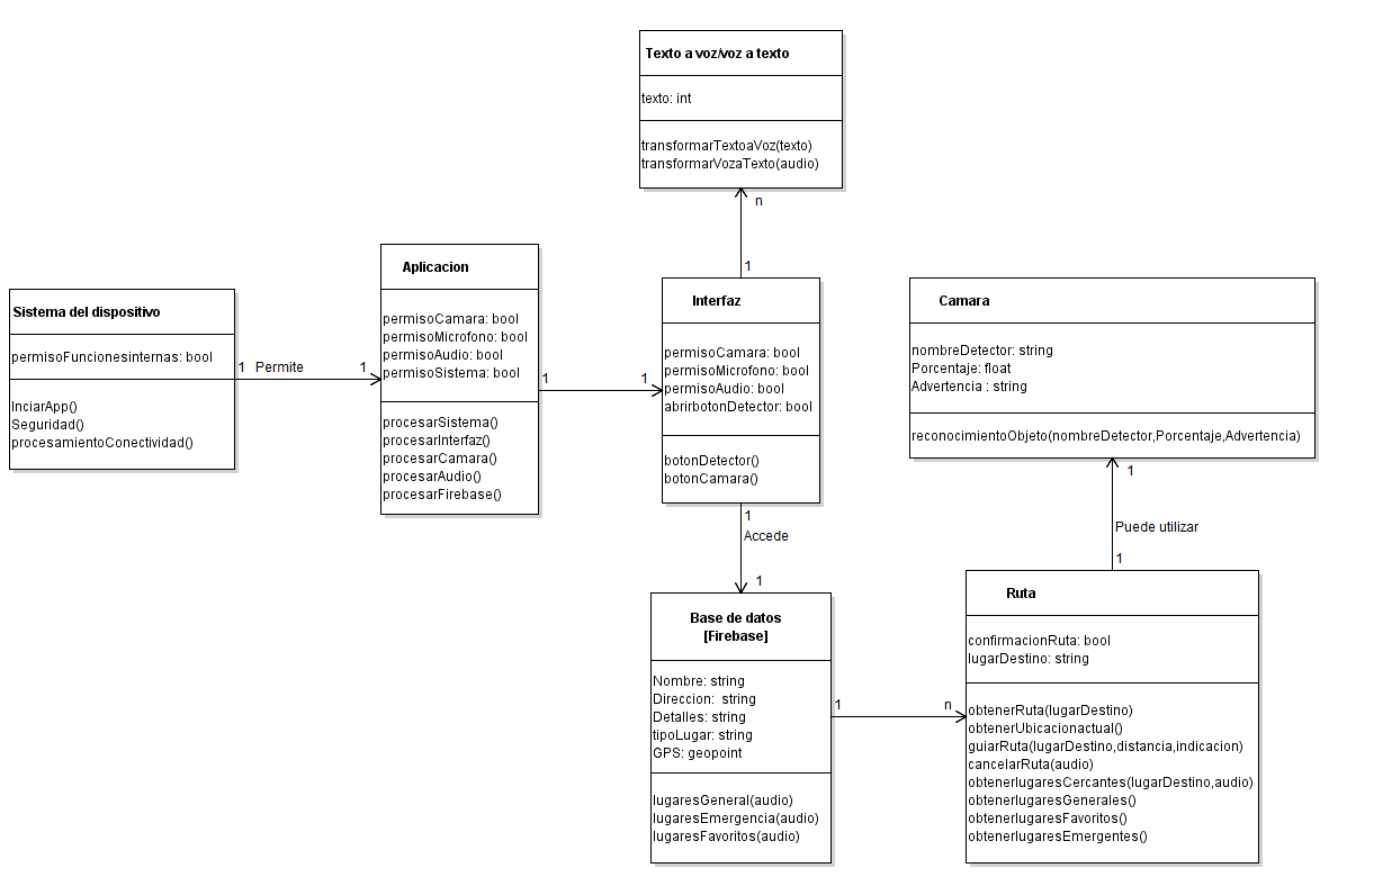 Texto a voz/voz a texto
texto: int
transformarTextoaVoz(texto)
transformarVozaTexto(audio)
n
1
Sistema del dispositivo
permisoFuncionesinternas: bool
InciarApp()
Seguridad()
procesamientoConectividad()
1 Permite 1
Aplicacion
permisoCamara: bool
permisoMicrofono: bool
permisoAudio: bool
permisoSistema: bool
procesarSistema()
procesarInterfaz()
procesarCamara()
procesarAudio()
procesarFirebase()
1 1
Interfaz
permisoCamara: bool
permisoMicrofono: bool
permisoAudio: bool
abrirbotonDetector: bool
botonDetector()
botonCamara()
1
Accede
1
Camara
nombreDetector: string
Porcentaje: float
Advertencia : string
reconocimientoObjeto(nombreDetector,Porcentaje,Advertencia)
1
Puede utilizar
1
Base de datos
[Firebase]
Nombre: string
Direccion: string
Detalles: string
tipoLugar: string
GPS: geopoint
lugaresGeneral(audio)
lugaresEmergencia(audio)
lugaresFavoritos(audio)
1 n
Ruta
confirmacionRuta: bool
lugarDestino: string
obtenerRuta(lugarDestino)
obtenerUbicacionactual()
guiarRuta(lugarDestino,distancia,indicacion)
cancelarRuta(audio)
obtenerlugaresCercantes(lugarDestino,audio)
obtenerlugaresGenerales()
obtenerlugaresFavoritos()
obtenerlugaresEmergentes()